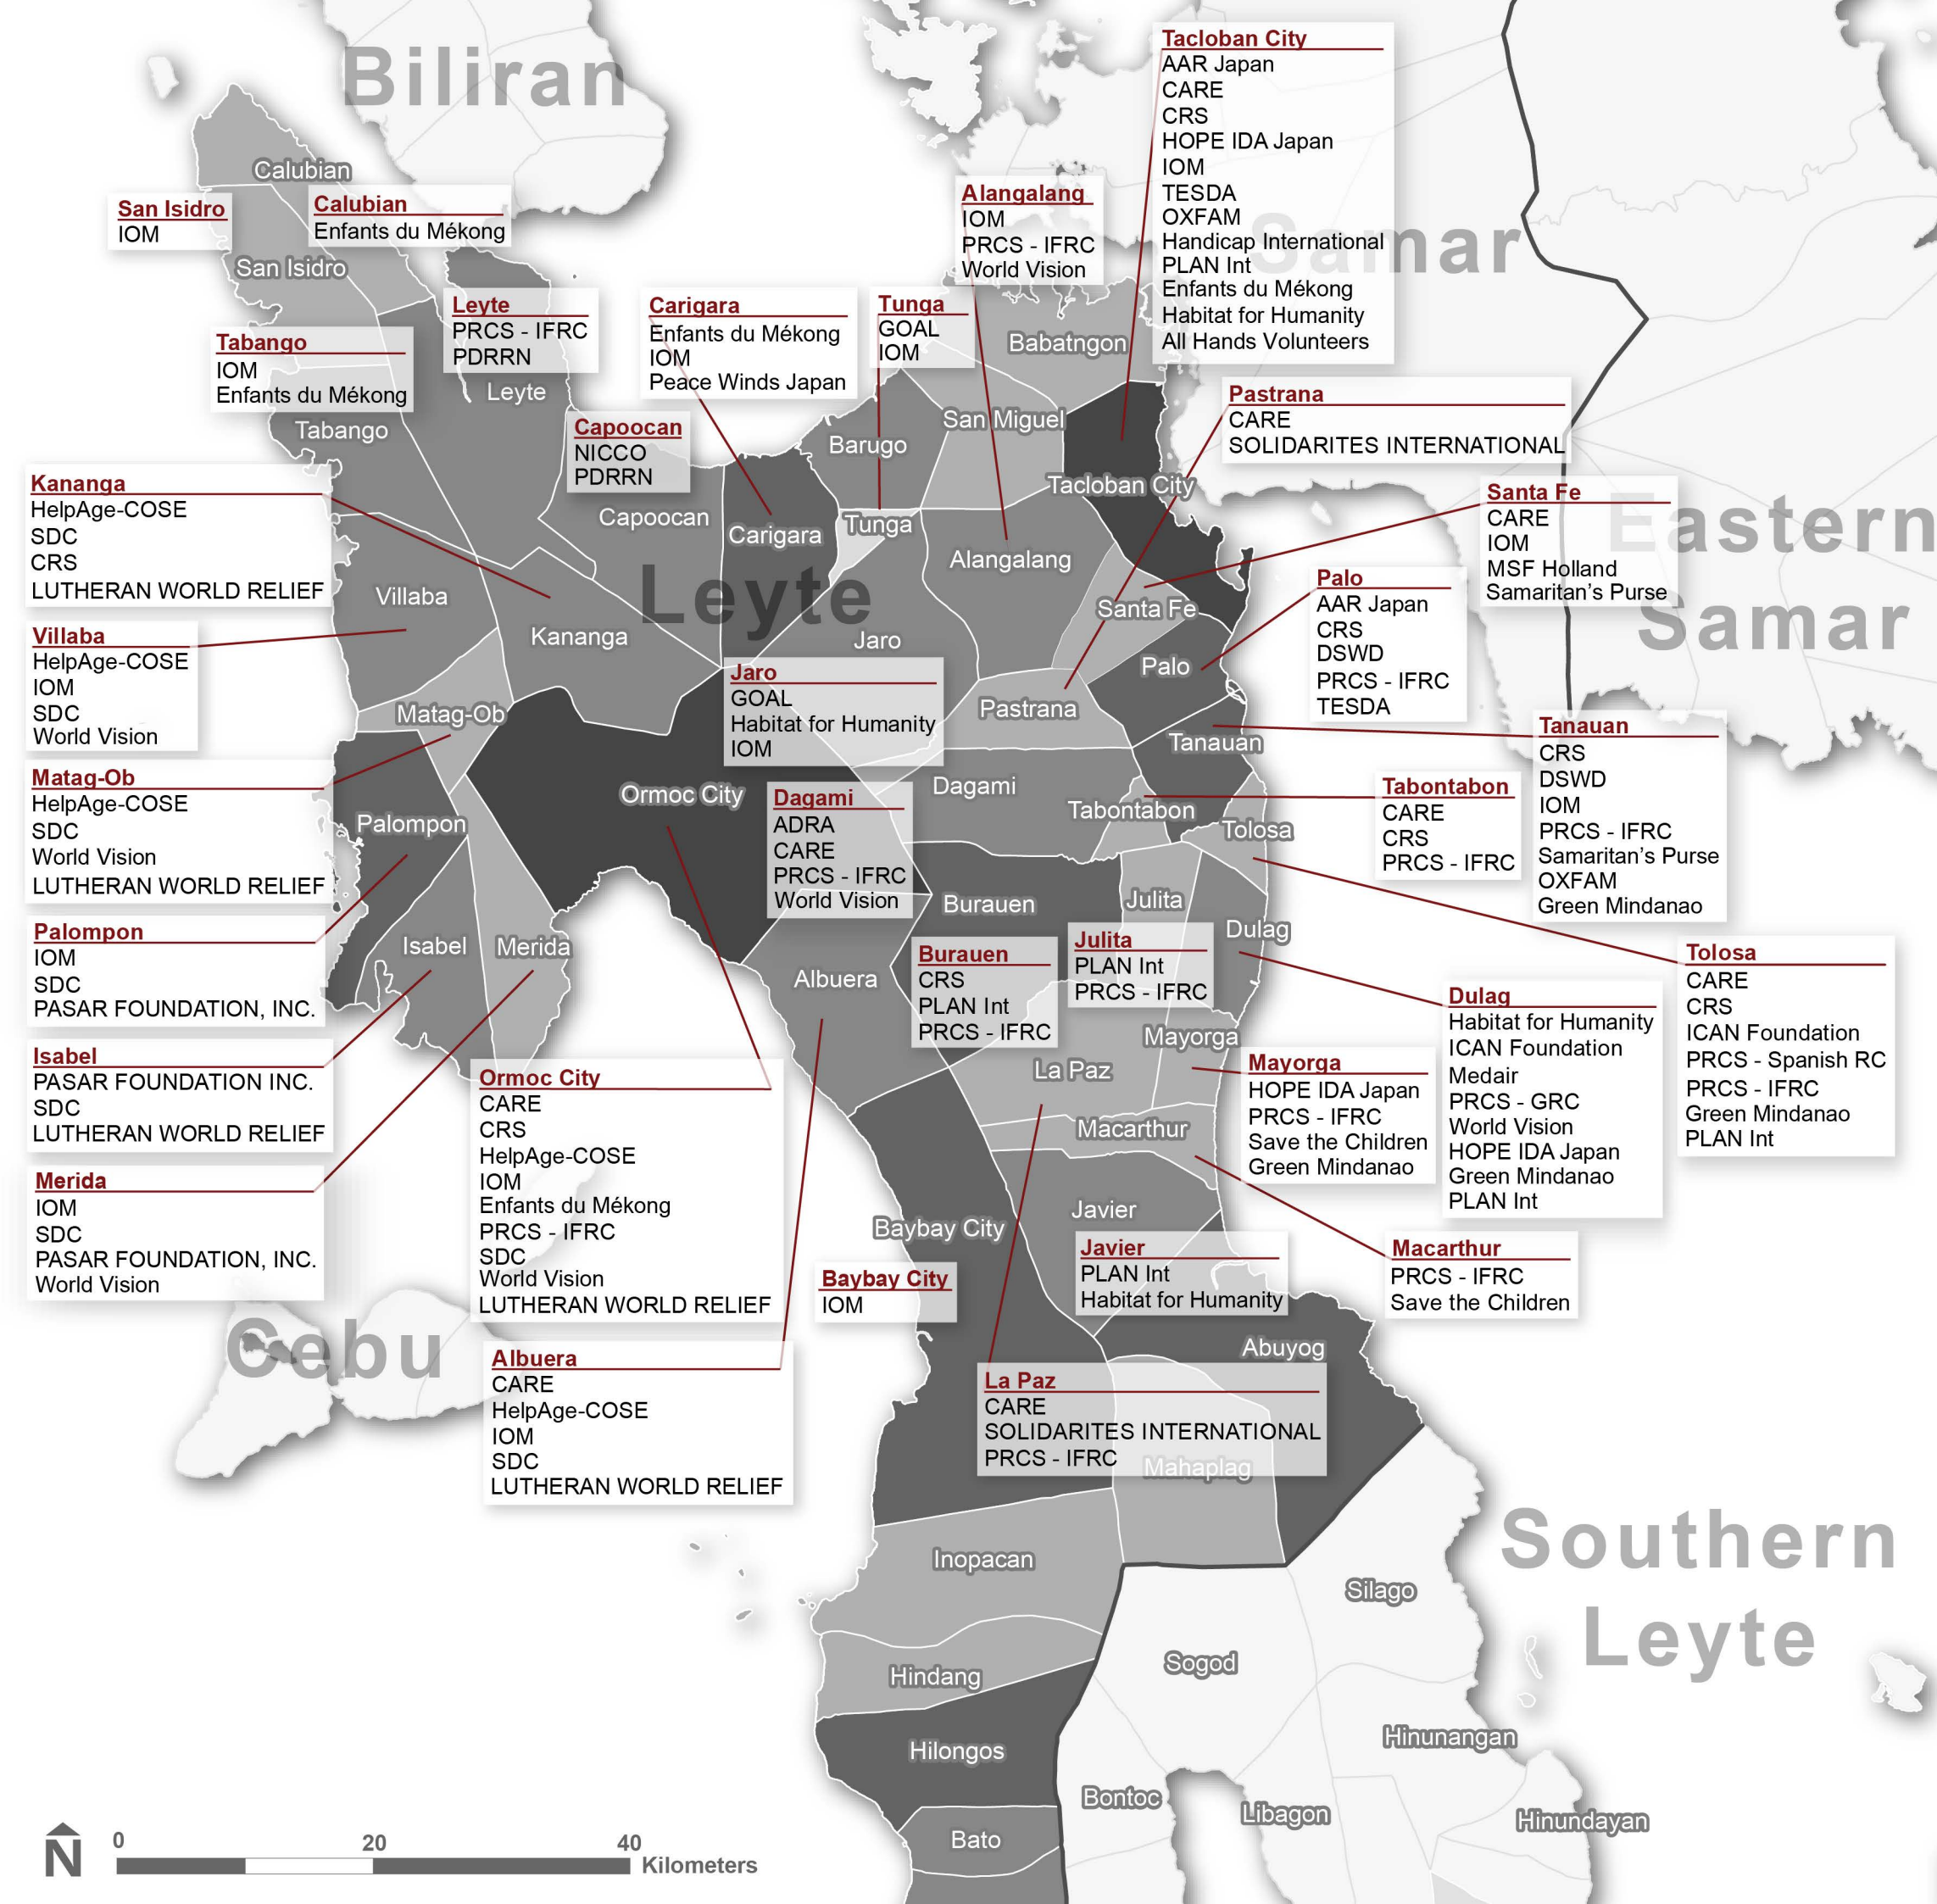 Biliran
Samar
Eastern
Samar
Leyte
Cebu
Southern
Leyte
Tacloban City
AAR Japan
CARE
CRS
HOPE IDA Japan
IOM
TESDA
OXFAM
Handicap International
PLAN Int
Enfants du Mékong
Habitat for Humanity
All Hands Volunteers
Calubian
San Isidro
IOM
Calubian
Enfants du Mékong
San Isidro
Alangalang
IOM
PRCS - IFRC
World Vision
Leyte
PRCS - IFRC
PDRRN
Leyte
Carigara
Enfants du Mékong
IOM
Peace Winds Japan
Tunga
GOAL
IOM
Babatngon
Tabango
IOM
Enfants du Mékong
Tabango
Capoocan
NICCO
PDRRN
Capoocan
Barugo
San Miguel
Pastrana
CARE
SOLIDARITES INTERNATIONAL
Tacloban City
Kananga
HelpAge-COSE
SDC
CRS
LUTHERAN WORLD RELIEF
Carigara
Tunga
Alangalang
Santa Fe
CARE
IOM
MSF Holland
Samaritan's Purse
Villaba
Kananga
Jaro
Santa Fe
Palo
AAR Japan
CRS
DSWD
PRCS - IFRC
TESDA
Villaba
HelpAge-COSE
IOM
SDC
World Vision
Palo
Jaro
GOAL
Habitat for Humanity
IOM
Matag-Ob
Pastrana
Tanauan
Tanauan
CRS
DSWD
IOM
PRCS - IFRC
Samaritan's Purse
OXFAM
Green Mindanao
Matag-Ob
HelpAge-COSE
SDC
World Vision
LUTHERAN WORLD RELIEF
Palompon
Ormoc City
Dagami
ADRA
CARE
PRCS - IFRC
World Vision
Dagami
Tabontabon
Tolosa
Tabontabon
CARE
CRS
PRCS - IFRC
Palompon
IOM
SDC
PASAR FOUNDATION, INC.
Isabel
Merida
Albuera
Burauen
Julita
Dulag
Burauen
CRS
PLAN Int
PRCS - IFRC
Julita
PLAN Int
PRCS - IFRC
Tolosa
CARE
CRS
ICAN Foundation
PRCS - Spanish RC
PRCS - IFRC
Green Mindanao
PLAN Int
Dulag
Habitat for Humanity
ICAN Foundation
Medair
PRCS - GRC
World Vision
HOPE IDA Japan
Green Mindanao
PLAN Int
Isabel
PASAR FOUNDATION INC.
SDC
LUTHERAN WORLD RELIEF
Mayorga
La Paz
Mayorga
HOPE IDA Japan
PRCS - IFRC
Save the Children
Green Mindanao
Ormoc City
CARE
CRS
HelpAge-COSE
IOM
Enfants du Mékong
PRCS - IFRC
SDC
World Vision
LUTHERAN WORLD RELIEF
Macarthur
Merida
IOM
SDC
PASAR FOUNDATION, INC.
World Vision
Baybay City
Javier
Baybay City
IOM
Javier
PLAN Int
Habitat for Humanity
Macarthur
PRCS - IFRC
Save the Children
Albuera
CARE
HelpAge-COSE
IOM
SDC
LUTHERAN WORLD RELIEF
Abuyog
La Paz
CARE
SOLIDARITES INTERNATIONAL
PRCS - IFRC
Mahaplag
Inopacan
Silago
Sogod
Hindang
Hinunangan
Hilongos
Bontoc
Libagon
Hinundayan
Bato
N
0 20 40
Kilometers